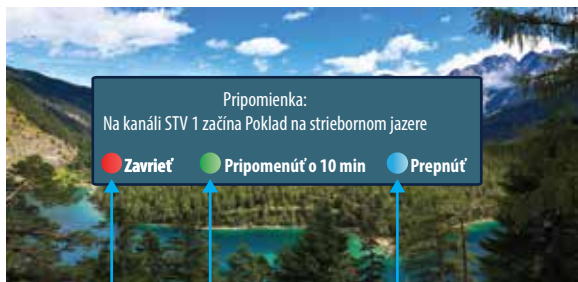 Pripomienka:
Na kanáli STV 1 začína Poklad na striebornom jazere
Zavrieť Pripomenúť o 10 min Prepnúť